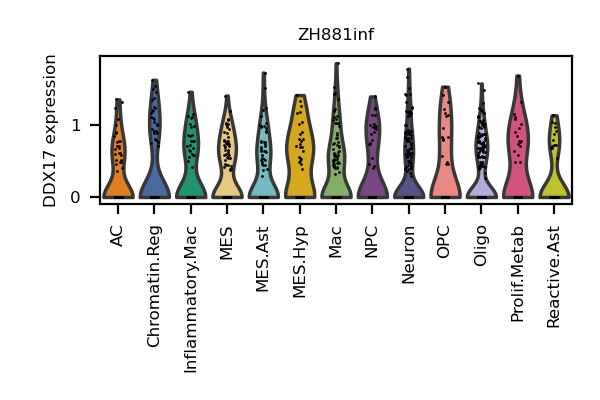 ZH881inf
DDX17 expression
1
0
AC
Chromatin.Reg
Inflammatory.Mac
MES
MES.Ast
MES.Hyp
Mac
NPC
Neuron
OPC
Oligo
Prolif.Metab
Reactive.Ast